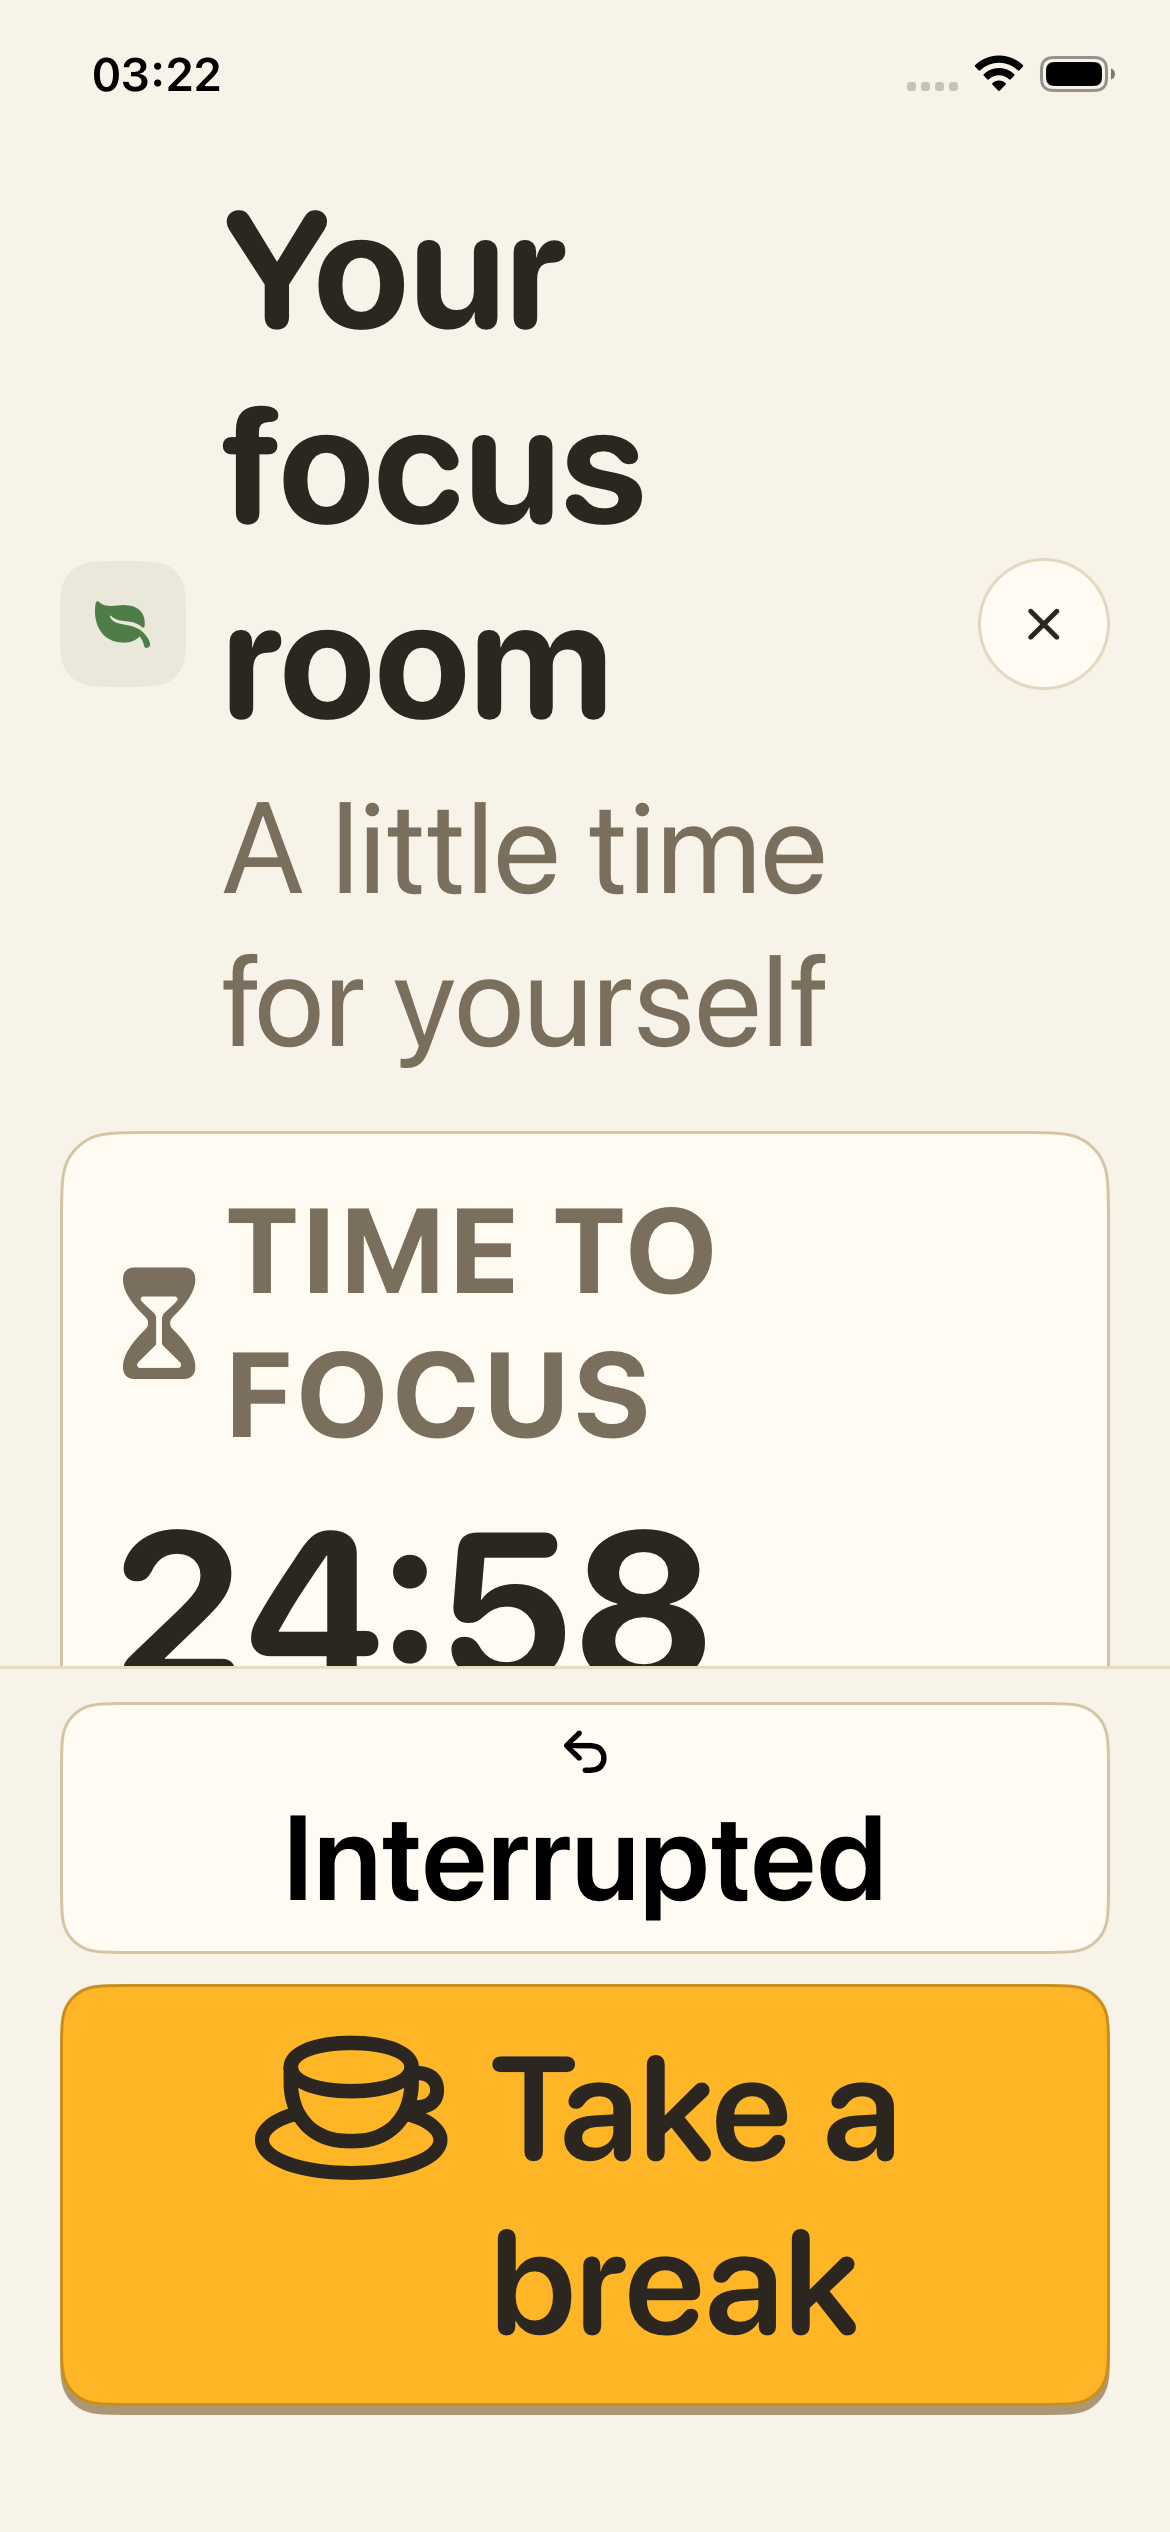 03:22
Your
focus
room
A little time
for yourself
TIME TO
FOCUS
24:58
Interrupted
Take a
break